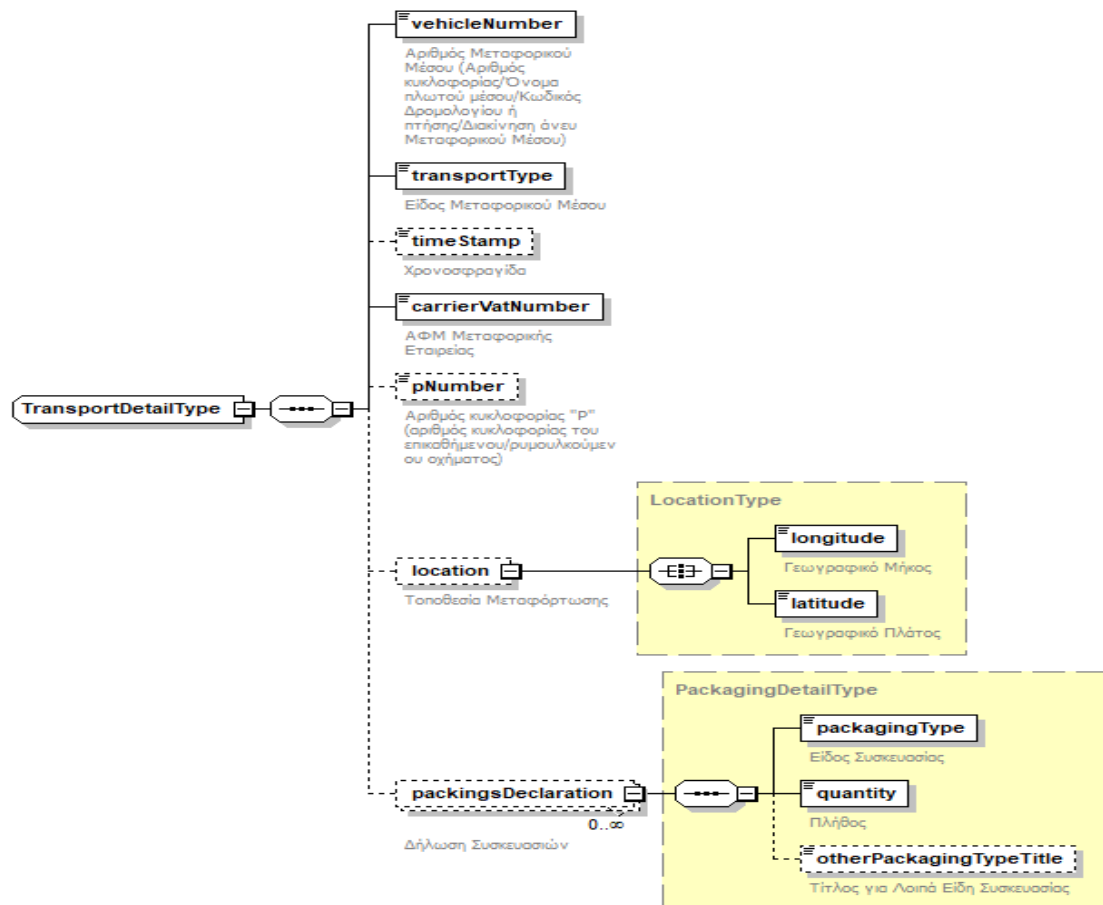 vehicleNumber
Αριθμός Μεταφορικού
Μέσου (Αριθμός
κυκλοφορίας/Όνομα
πλωτού μέσου/Κωδικός
Δρομολογίου ή
πτήσης/Διακίνηση άνευ
Μεταφορικού Μέσου)
transportType
Είδος Μεταφορικού Μέσου
timeStamp
Χρονοσφραγίδα
carrierVatNumber
ΑΦΜ Μεταφορικής
Εταιρείας
TransportDetailType
pNumber
Αριθμός κυκλοφορίας "Ρ"
(αριθμός κυκλοφορίας του
επικαθήμενου/ρυμουλκούμεν
ου οχήματος)
LocationType
longitude
Γεωγραφικό Μήκος
location
Τοποθεσία Μεταφόρτωσης
latitude
Γεωγραφικό Πλάτος
PackagingDetailType
packagingType
Είδος Συσκευασίας
packingsDeclaration
0..∞
Δήλωση Συσκευασιών
quantity
Πλήθος
otherPackagingTypeTitle
Τίτλος για Λοιπά Είδη Συσκευασίας